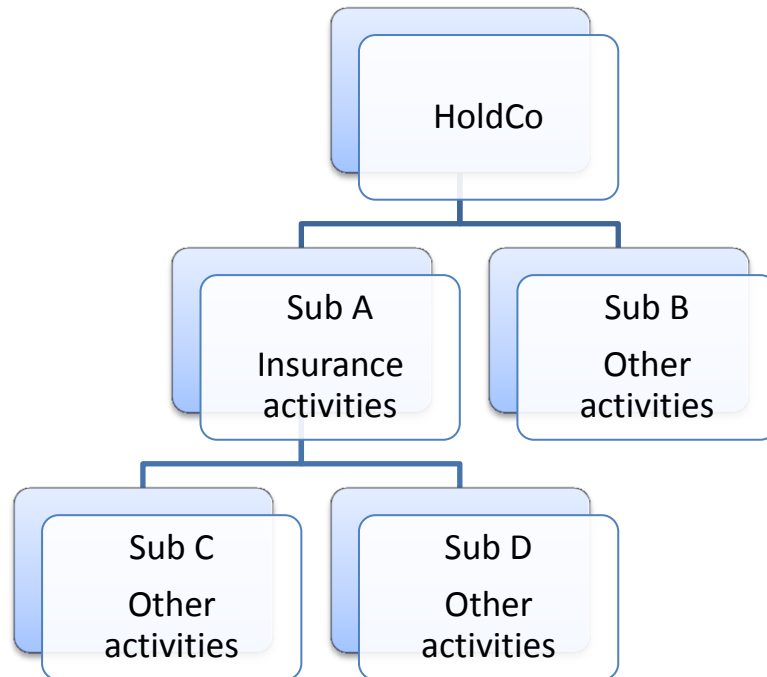 HoldCo
Sub A
Insurance
activities
Sub B
Other
activities
Sub C
Other
activities
Sub D
Other
activities